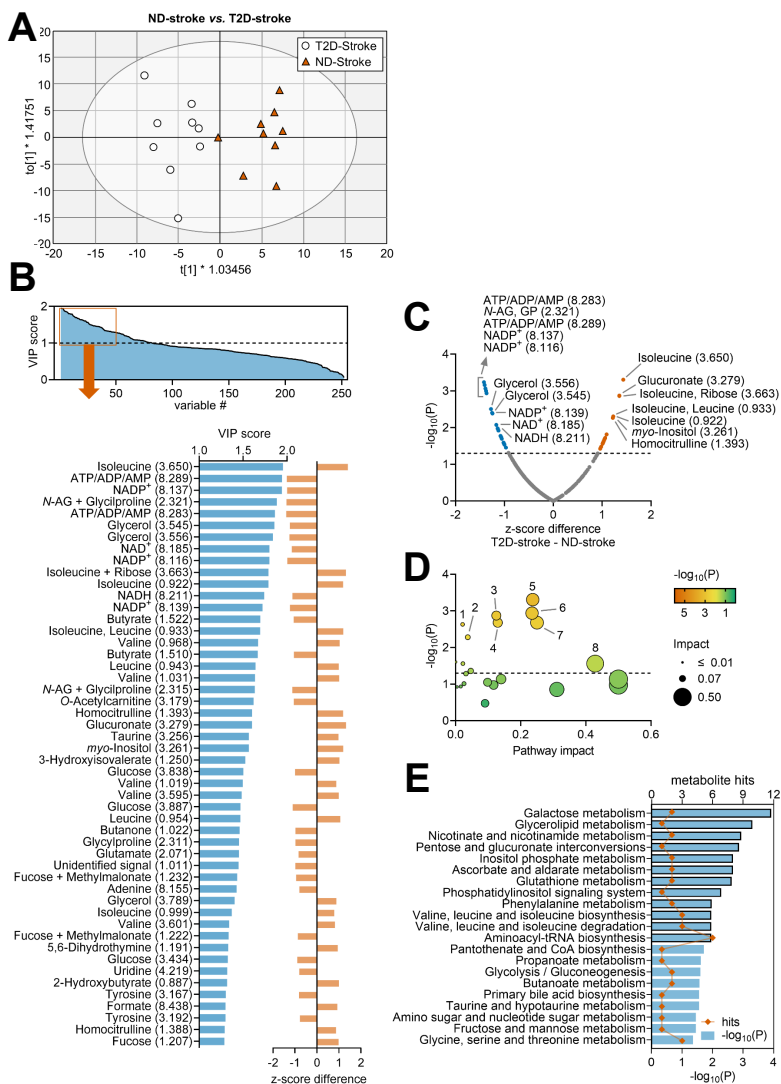 A
ND-stroke vs. T2D-stroke
T2D-Stroke
ND-Stroke
20
15
10
5
0
-5
-10
-15
-20
to[1] * 1.41751
-20
-15
-10
-5
0
5
10
15
20
t[1] * 1.03456
B
2
1
0
VIP score
50
100
150
200
250
variable #
VIP score
1.0
2.0
Isoleucine (3.650)
ATP/ADP/AMP (8.289)
NADP+ (8.137)
N-AG + Glycilproline (2.321)
ATP/ADP/AMP (8.283)
Glycerol (3.545)
Glycerol (3.556)
NAD+ (8.185)
NADP+ (8.116)
Isoleucine + Ribose (3.663)
Isoleucine (0.922)
NADH (8.211)
NADP+ (8.139)
Butyrate (1.522)
Isoleucine, Leucine (0.933)
Valine (0.968)
Butyrate (1.510)
Leucine (0.943)
Valine (1.031)
N-AG + Glycilproline (2.315)
O-Acetylcarnitine (3.179)
Homocitrulline (1.393)
Glucuronate (3.279)
Taurine (3.256)
myo-Inositol (3.261)
3-Hydroxyisovalerate (1.250)
Glucose (3.838)
Valine (1.019)
Valine (3.595)
Glucose (3.887)
Leucine (0.954)
Butanone (1.022)
Glycylproline (2.311)
Glutamate (2.071)
Unidentified signal (1.011)
Fucose + Methylmalonate (1.232)
Adenine (8.155)
Glycerol (3.789)
Isoleucine (0.999)
Valine (3.601)
Fucose + Methylmalonate (1.222)
5,6-Dihydrothymine (1.191)
Glucose (3.434)
Uridine (4.219)
2-Hydroxybutyrate (0.887)
Tyrosine (3.167)
Formate (8.438)
Tyrosine (3.192)
Homocitrulline (1.388)
Fucose (1.207)
-2
-1
0
1
2
z-score difference
C
ATP/ADP/AMP (8.283)
N-AG, GP (2.321)
ATP/ADP/AMP (8.289)
NADP+ (8.137)
NADP+ (8.116)
Glycerol (3.556)
Glycerol (3.545)
NADP+ (8.139)
NAD+ (8.185)
NADH (8.211)
Isoleucine (3.650)
Glucuronate (3.279)
Isoleucine, Ribose (3.663)
Isoleucine, Leucine (0.933)
Isoleucine (0.922)
myo-Inositol (3.261)
Homocitrulline (1.393)
4
3
2
1
0
-log10(P)
-2
-1
0
1
2
z-score difference
T2D-stroke - ND-stroke
D
4
3
2
1
0
-log10(P)
1
2
3
4
5
6
7
8
0.0
0.2
0.4
0.6
Pathway impact
-log10(P)
5
3
1
Impact
≤ 0.01
0.07
0.50
E
metabolite hits
0
3
6
9
12
Galactose metabolism
Glycerolipid metabolism
Nicotinate and nicotinamide metabolism
Pentose and glucuronate interconversions
Inositol phosphate metabolism
Ascorbate and aldarate metabolism
Glutathione metabolism
Phosphatidylinositol signaling system
Phenylalanine metabolism
Valine, leucine and isoleucine biosynthesis
Valine, leucine and isoleucine degradation
Aminoacyl-tRNA biosynthesis
Pantothenate and CoA biosynthesis
Propanoate metabolism
Glycolysis / Gluconeogenesis
Butanoate metabolism
Primary bile acid biosynthesis
Taurine and hypotaurine metabolism
Amino sugar and nucleotide sugar metabolism
Fructose and mannose metabolism
Glycine, serine and threonine metabolism
hits
-log10(P)
0
1
2
3
4
-log10(P)